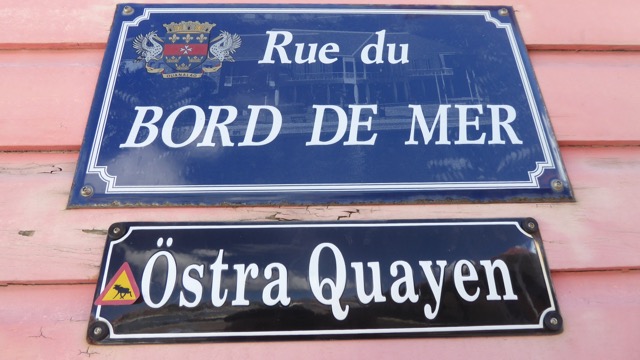 Rue du
BORD DE MER
Östra Quayen